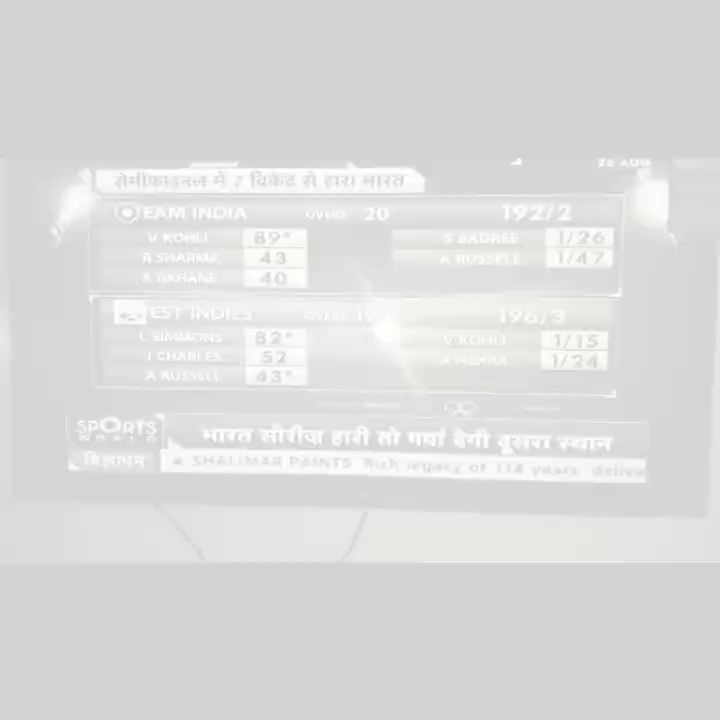 सेमीफाइनल में 7 विकेट से हारा भारत
EAM INDIA OVERS 20 192/2
V KOHLI 89* S BADREE 1/26
R SHARMA 43 A RUSSELL 1/47
A RAHANE 40
EST INDIES OVERS 196/3
L SIMMONS 82* V KOHLI 1/15
J CHARLES 52 A NEHRA 1/24
A RUSSELL 43*
SPORTS WORLD
भारत सीरीज़ हारी तो गवां देगी दूसरा स्थान
विज्ञापन SHALIMAR PAINTS Rich legacy of 114 years